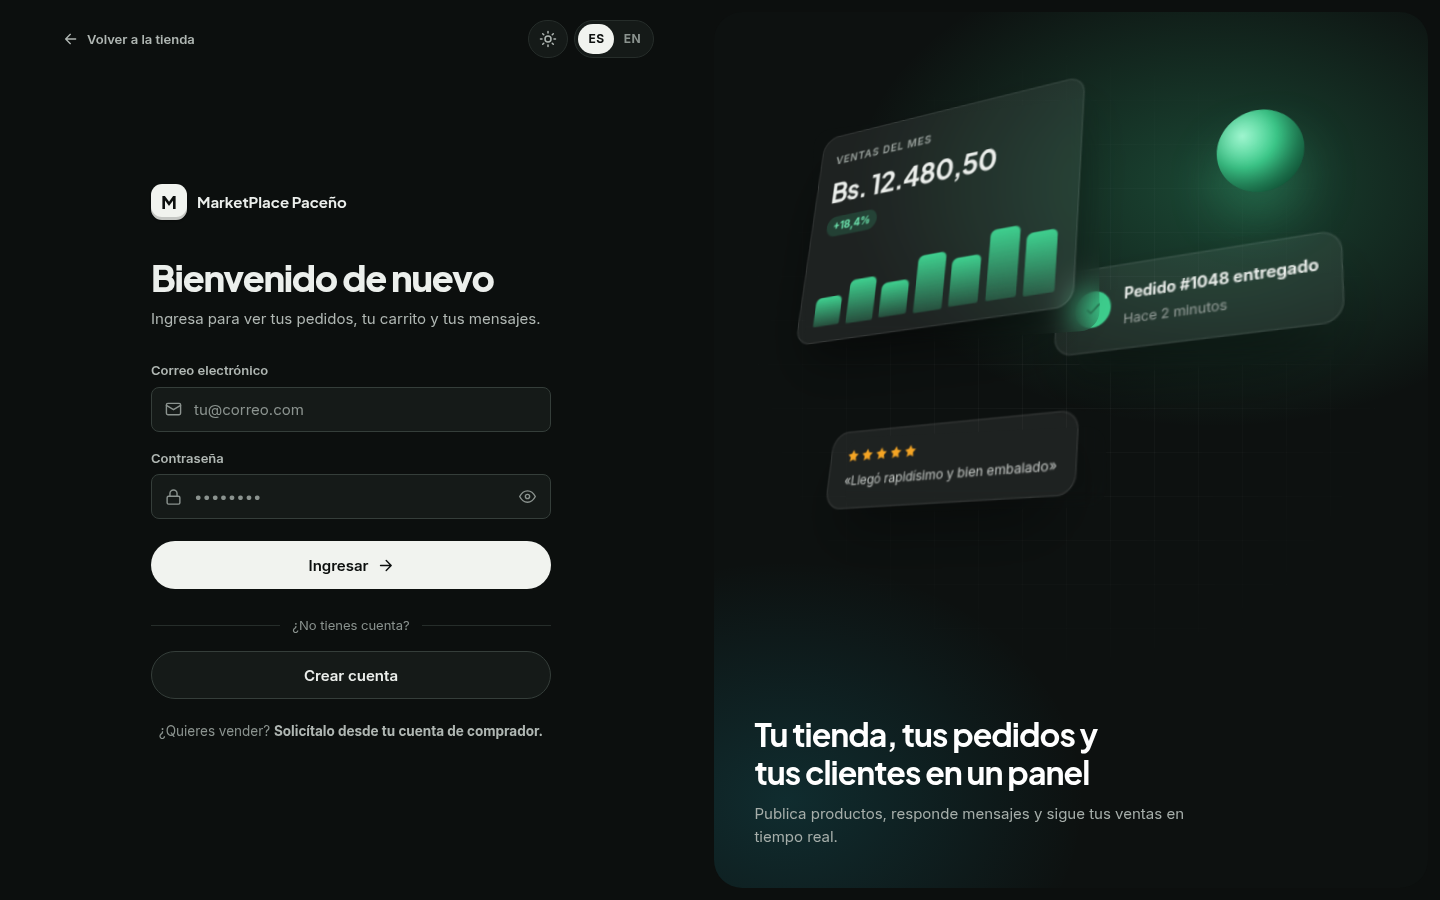 Volver a la tienda
ES
EN
M
MarketPlace Paceño
Bienvenido de nuevo
Ingresa para ver tus pedidos, tu carrito y tus mensajes.
Correo electrónico
tu@correo.com
Contraseña
••••••••
Ingresar
¿No tienes cuenta?
Crear cuenta
¿Quieres vender? Solicítalo desde tu cuenta de comprador.
VENTAS DEL MES
Bs. 12.480,50
+18,4%
Pedido #1048 entregado
Hace 2 minutos
«Llegó rapidísimo y bien embalado»
Tu tienda, tus pedidos y
tus clientes en un panel
Publica productos, responde mensajes y sigue tus ventas en
tiempo real.